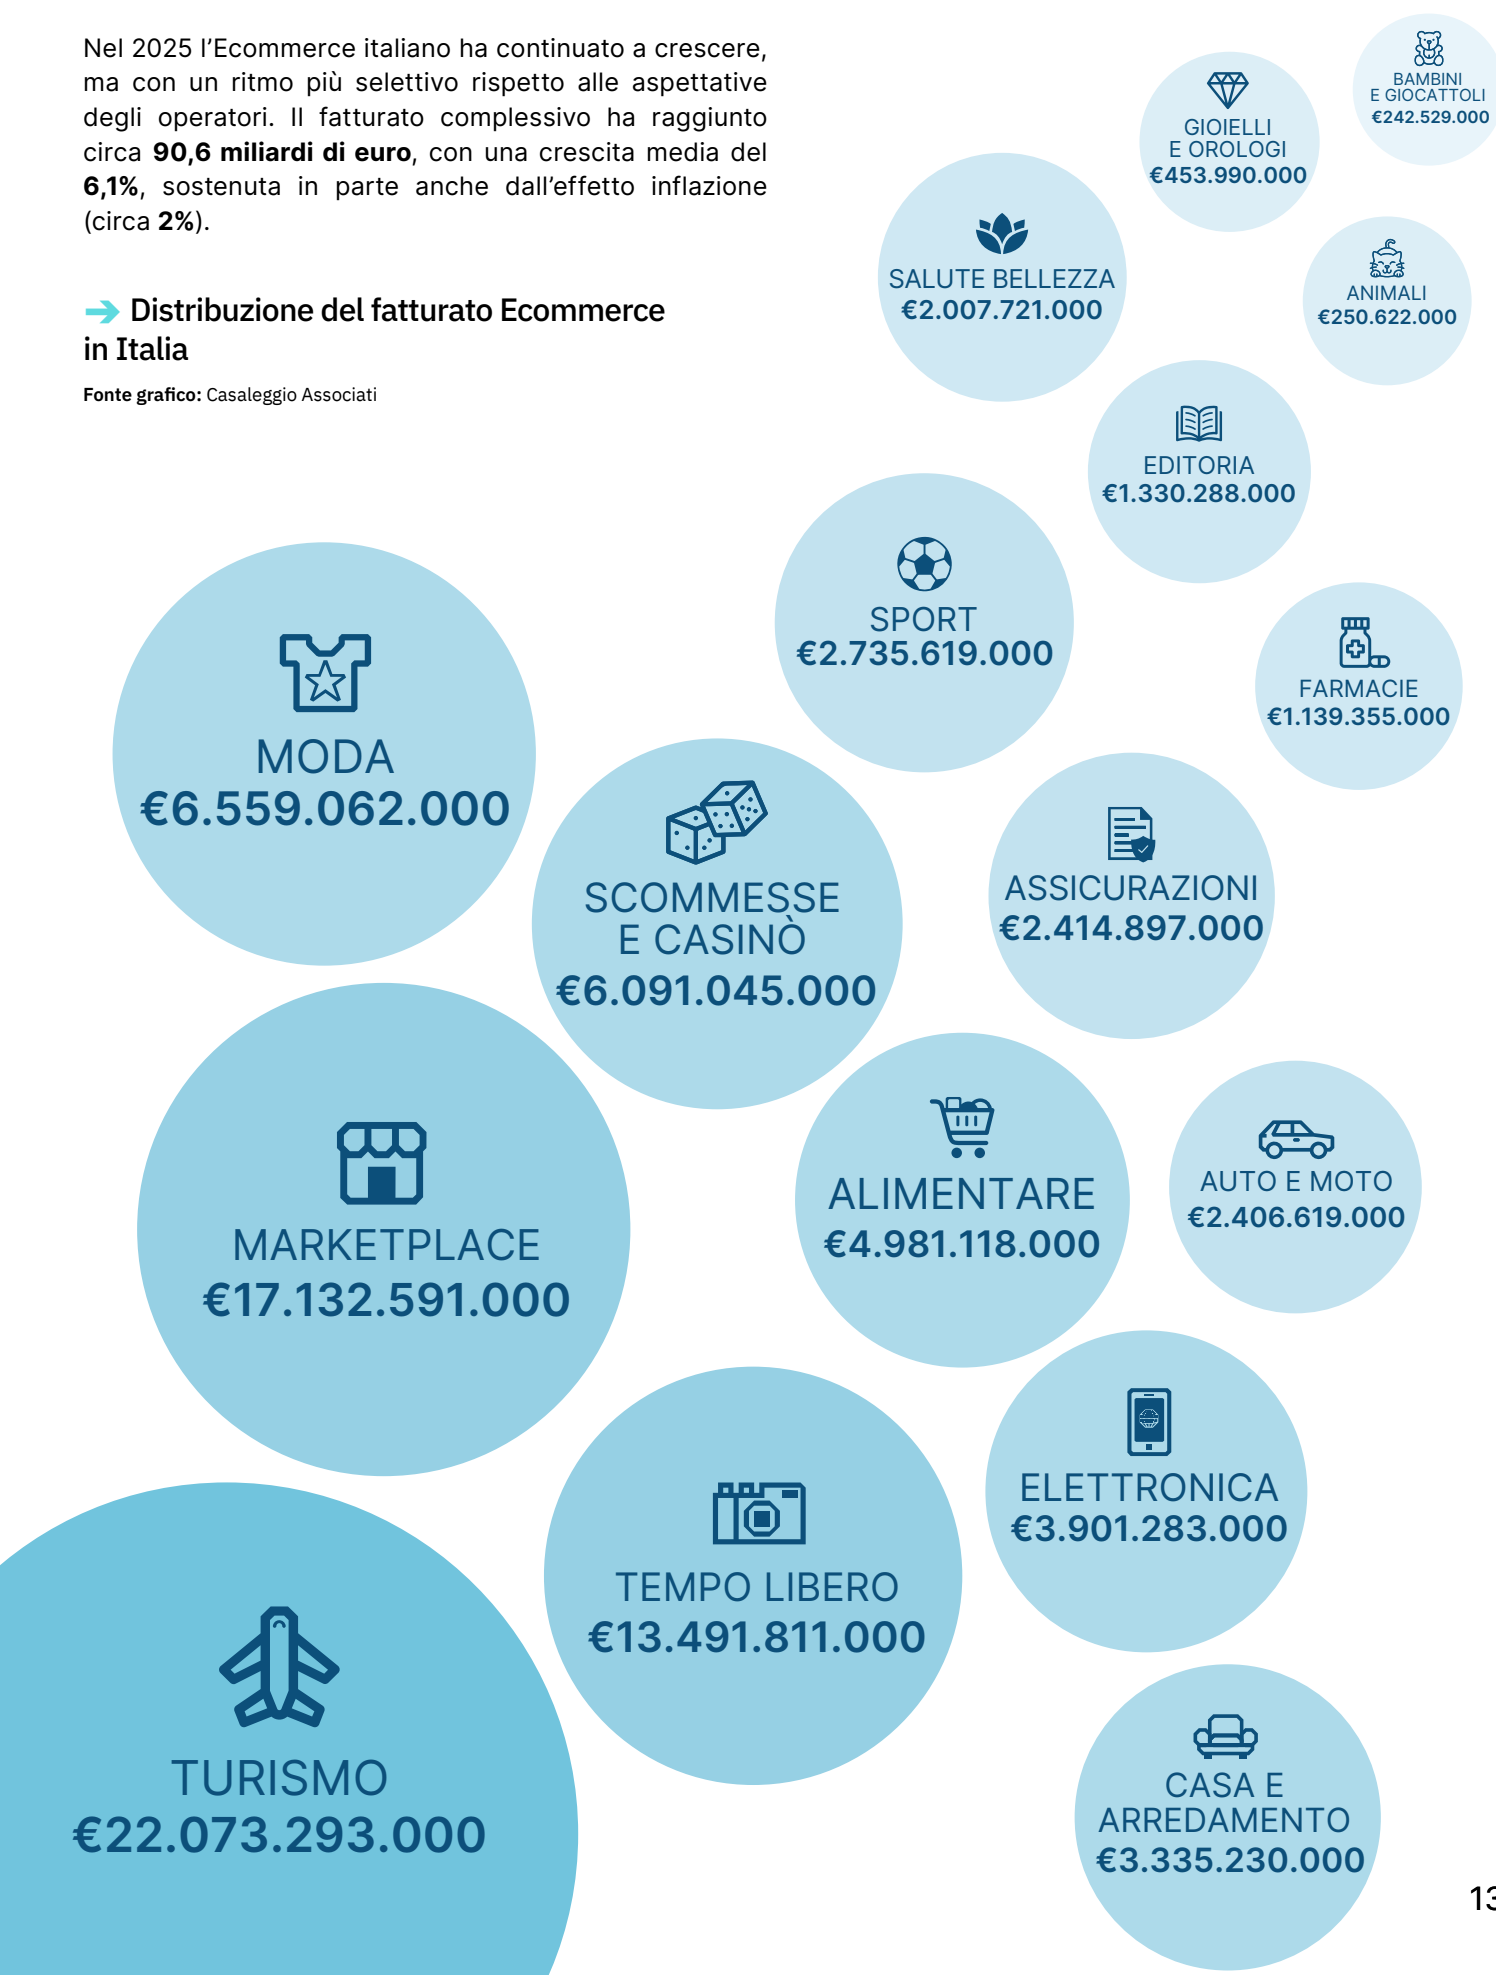 Nel 2025 l’Ecommerce italiano ha continuato a crescere,
ma con un ritmo più selettivo rispetto alle aspettative
degli operatori. Il fatturato complessivo ha raggiunto
circa 90,6 miliardi di euro, con una crescita media del
6,1%, sostenuta in parte anche dall’effetto inflazione
(circa 2%).
➔ Distribuzione del fatturato Ecommerce
in Italia
Fonte grafico: Casaleggio Associati
BAMBINI
E GIOCATTOLI
€242.529.000
GIOIELLI
E OROLOGI
€453.990.000
SALUTE BELLEZZA
€2.007.721.000
ANIMALI
€250.622.000
EDITORIA
€1.330.288.000
SPORT
€2.735.619.000
FARMACIE
€1.139.355.000
MODA
€6.559.062.000
SCOMMESSE
E CASINÒ
€6.091.045.000
ASSICURAZIONI
€2.414.897.000
MARKETPLACE
€17.132.591.000
ALIMENTARE
€4.981.118.000
AUTO E MOTO
€2.406.619.000
ELETTRONICA
€3.901.283.000
TEMPO LIBERO
€13.491.811.000
TURISMO
€22.073.293.000
CASA E
ARREDAMENTO
€3.335.230.000
13